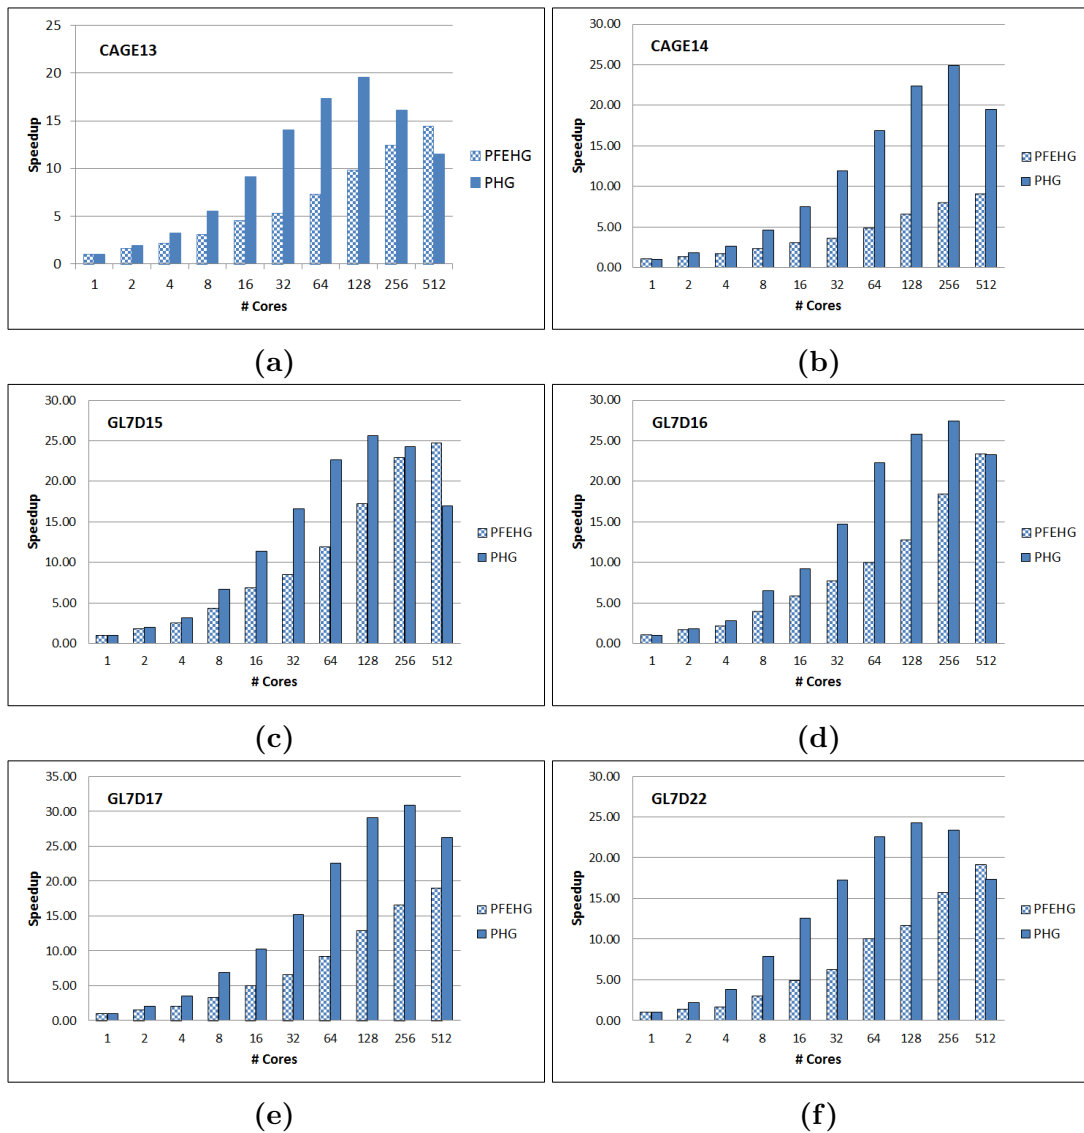 CAGE13
25
20
15
10
5
0
Speedup
1 2 4 8 16 32 64 128 256 512
# Cores
PFEHG
PHG
(a)
CAGE14
30.00
25.00
20.00
15.00
10.00
5.00
0.00
Speedup
1 2 4 8 16 32 64 128 256 512
# Cores
PFEHG
PHG
(b)
GL7D15
30.00
25.00
20.00
15.00
10.00
5.00
0.00
Speedup
1 2 4 8 16 32 64 128 256 512
# Cores
PFEHG
PHG
(c)
GL7D16
30.00
25.00
20.00
15.00
10.00
5.00
0.00
Speedup
1 2 4 8 16 32 64 128 256 512
# Cores
PFEHG
PHG
(d)
GL7D17
35.00
30.00
25.00
20.00
15.00
10.00
5.00
0.00
Speedup
1 2 4 8 16 32 64 128 256 512
# Cores
PFEHG
PHG
(e)
GL7D22
30.00
25.00
20.00
15.00
10.00
5.00
0.00
Speedup
1 2 4 8 16 32 64 128 256 512
# Cores
PFEHG
PHG
(f)